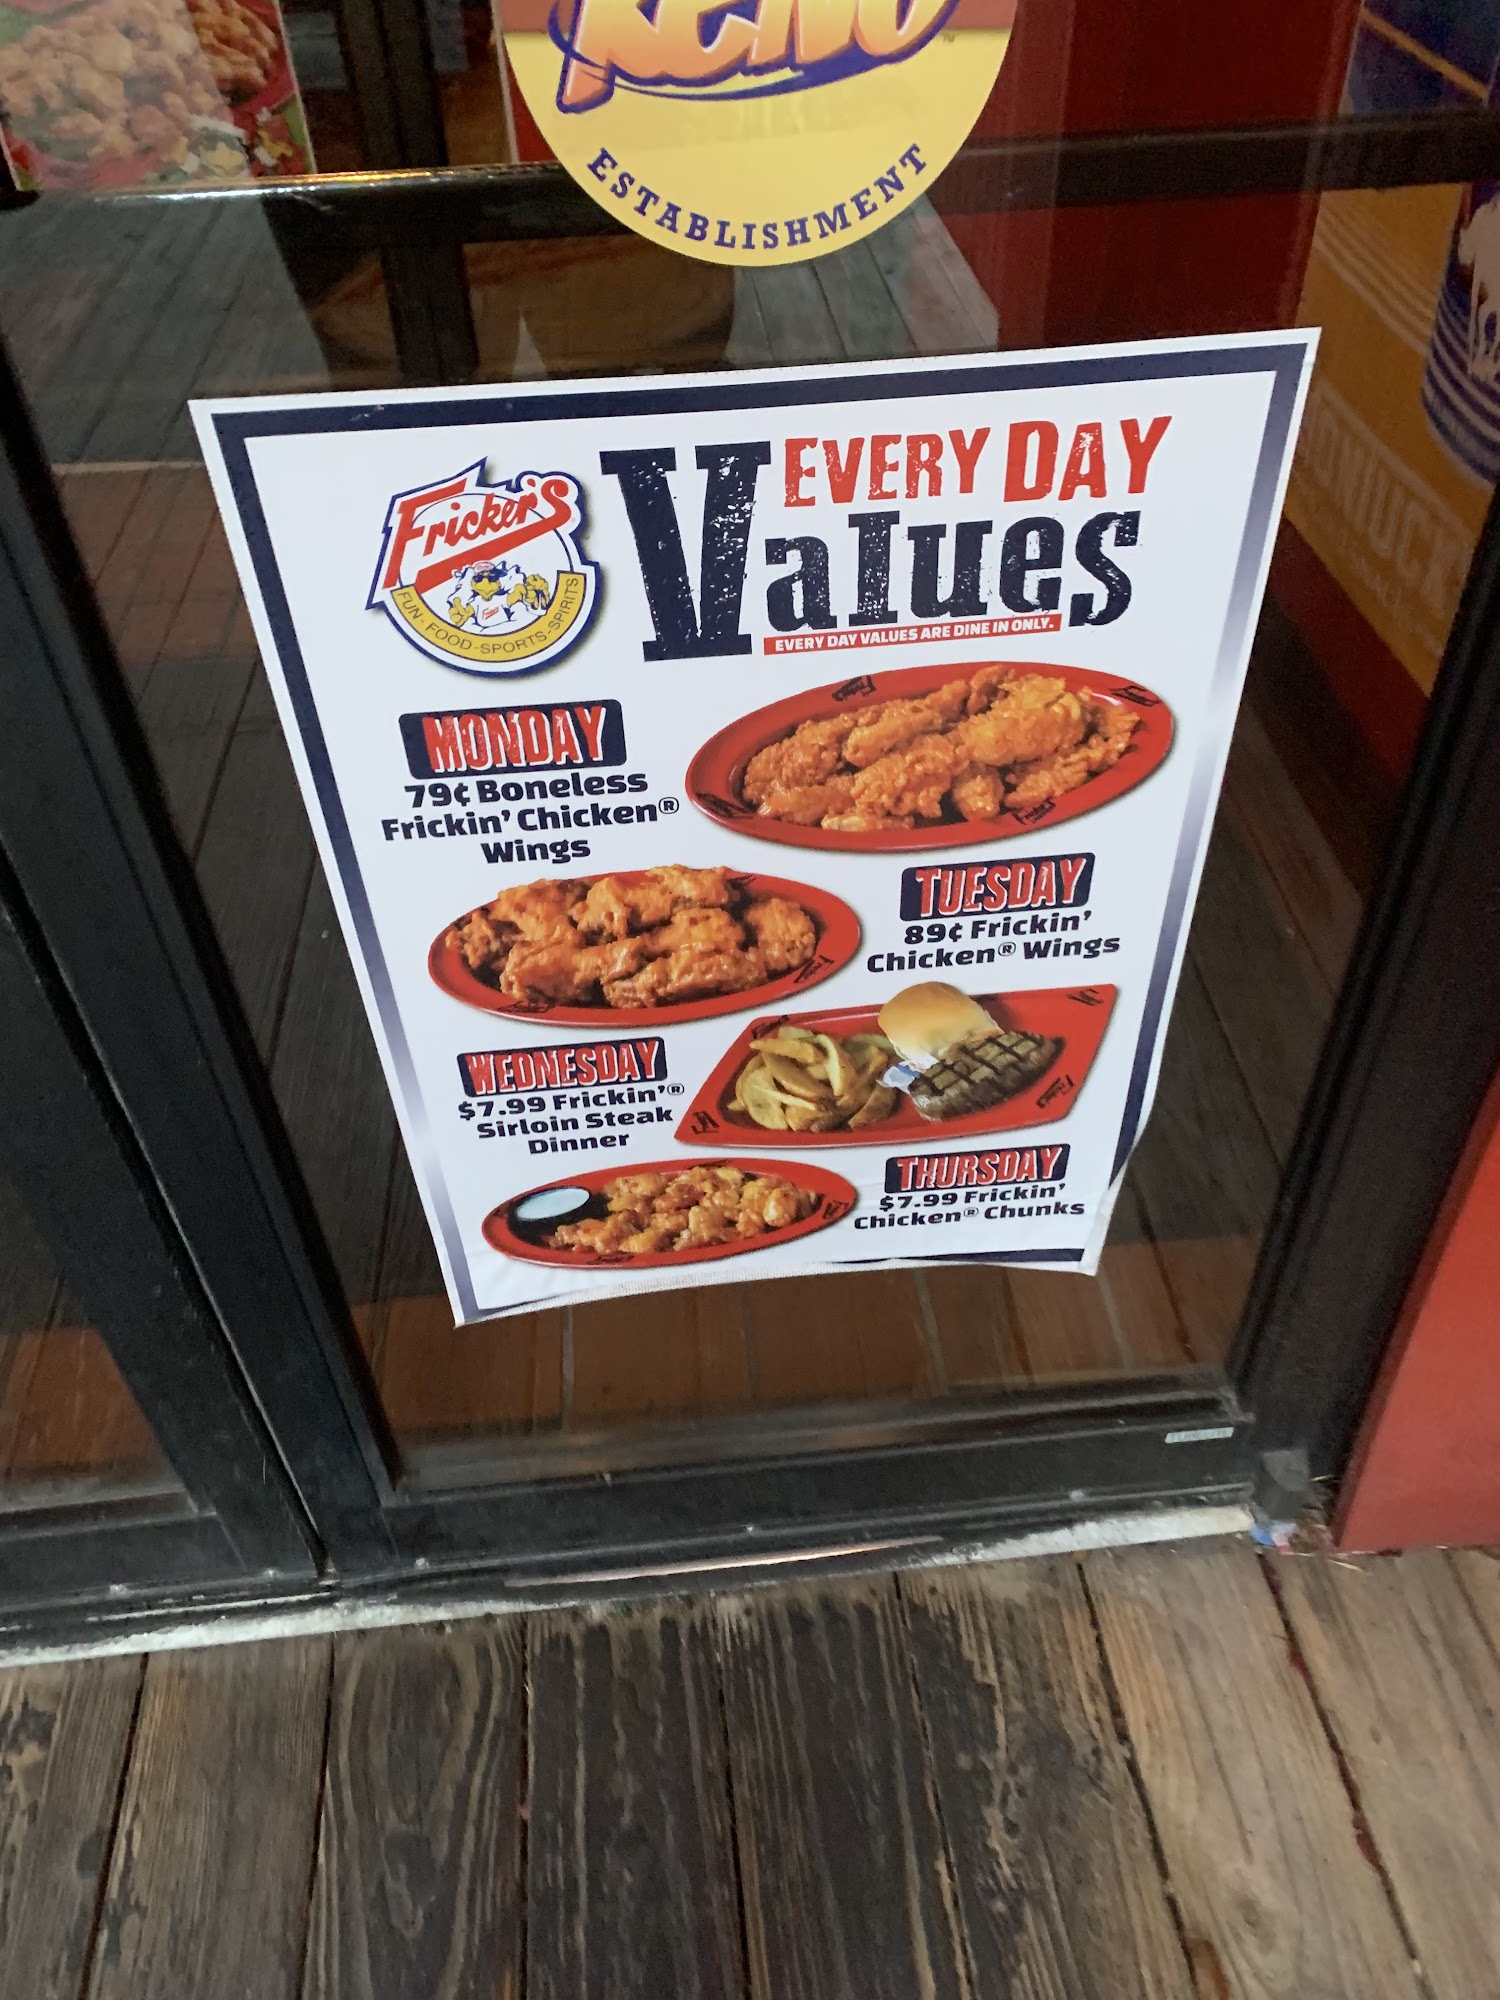 KENO
ESTABLISHMENT
Fricker's
FUN-FOOD-SPORTS-SPIRITS
EVERY DAY
Values
EVERY DAY VALUES ARE DINE IN ONLY.
MONDAY
79¢ Boneless
Frickin' Chicken®
Wings
TUESDAY
89¢ Frickin'
Chicken® Wings
WEDNESDAY
$7.99 Frickin'®
Sirloin Steak
Dinner
THURSDAY
$7.99 Frickin'
Chicken® Chunks